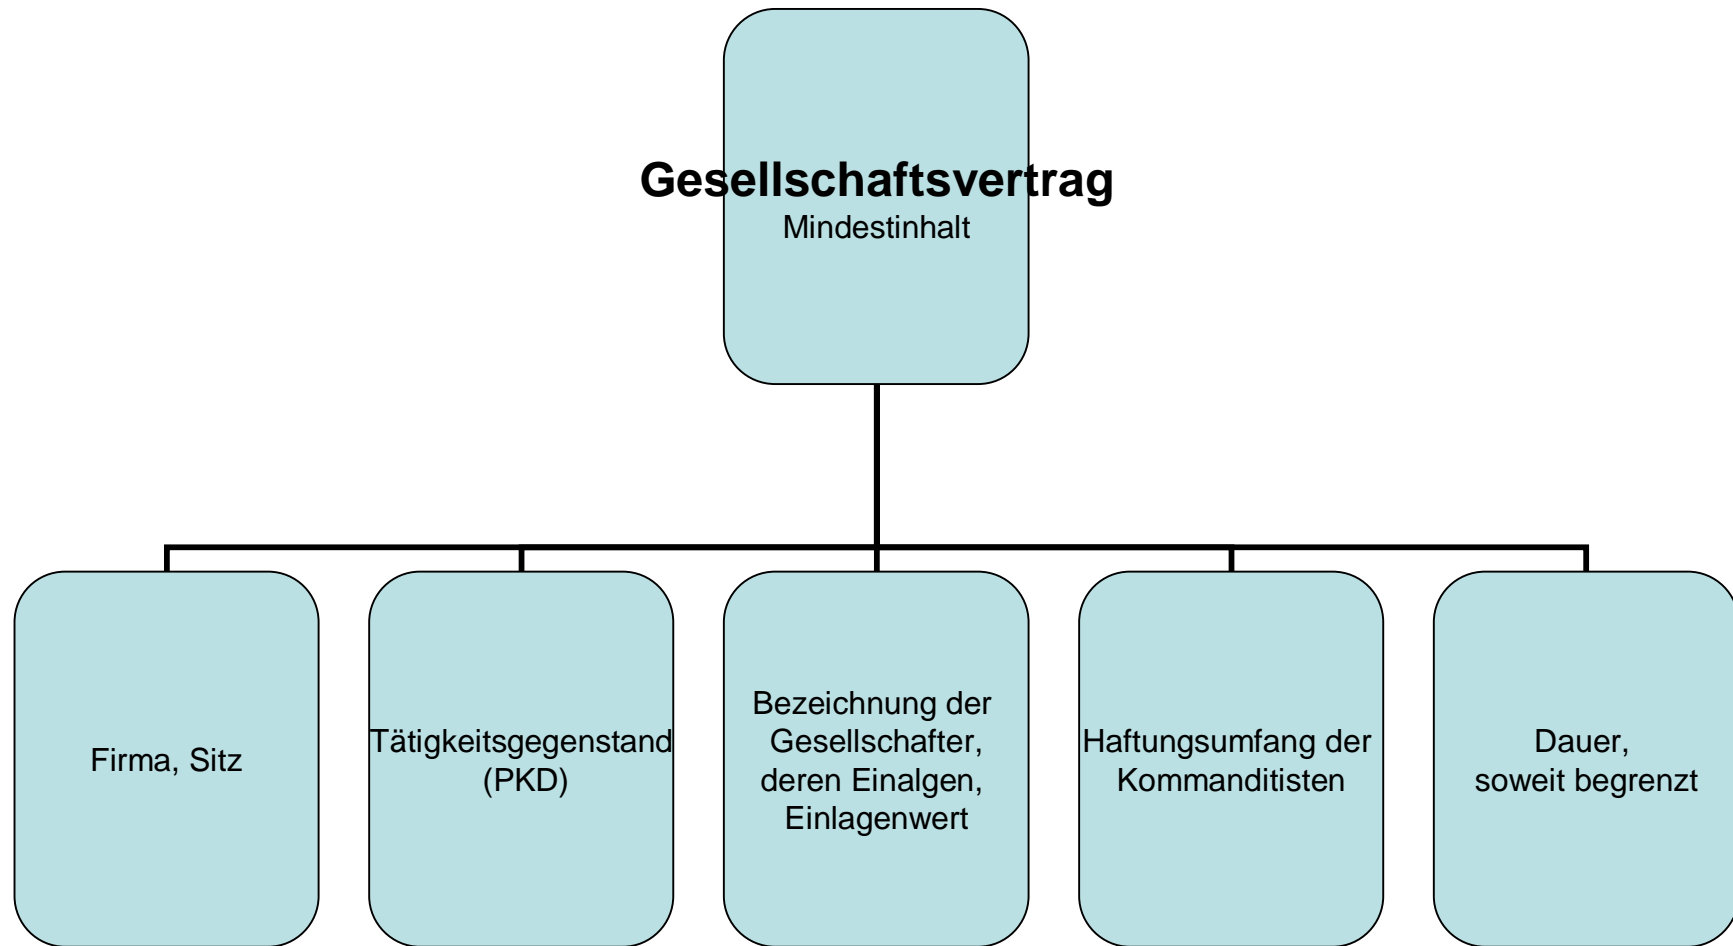 Gesellschaftsvertrag
Mindestinhalt
Firma, Sitz
Tätigkeitsgegenstand
(PKD)
Bezeichnung der
Gesellschafter,
deren Einalgen,
Einlagenwert
Haftungsumfang der
Kommanditisten
Dauer,
soweit begrenzt